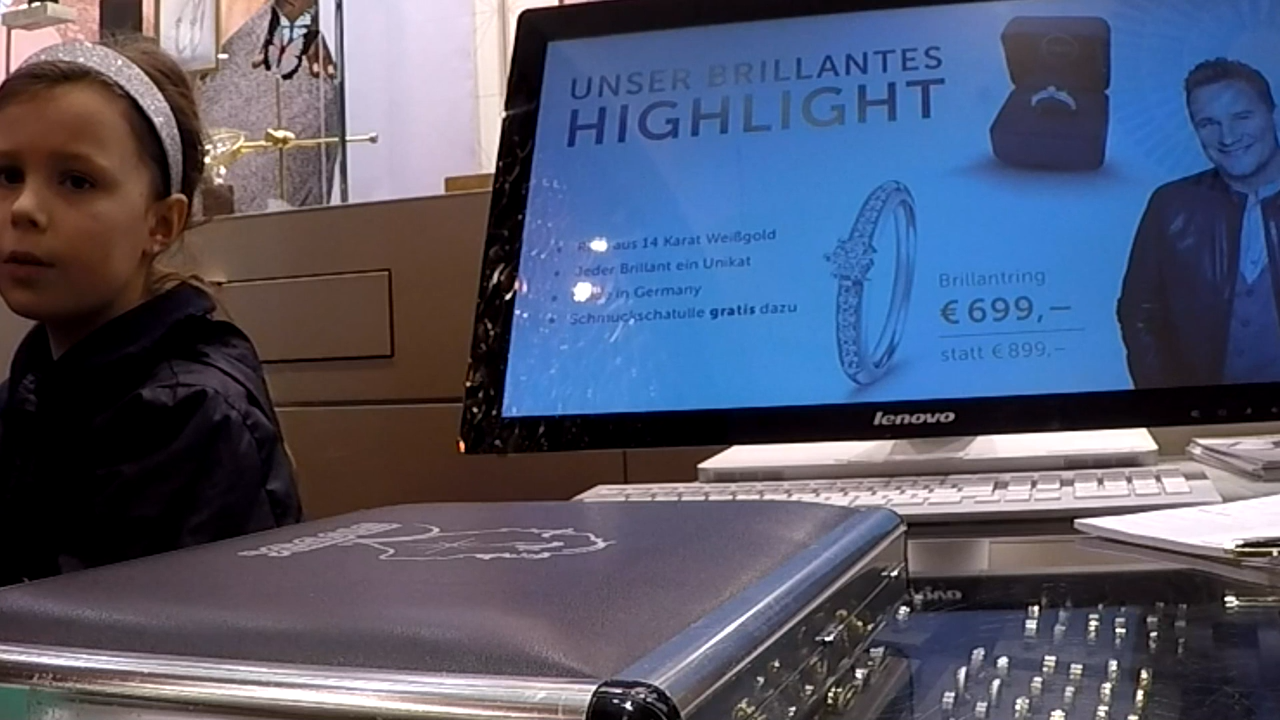 UNSER BRILLANTES
HIGHLIGHT
aus 14 Karat Weißgold
Jeder Brillant ein Unikat
in Germany
Schmuckschatulle gratis dazu
Brillantring
€ 699,–
statt € 899,–
lenovo